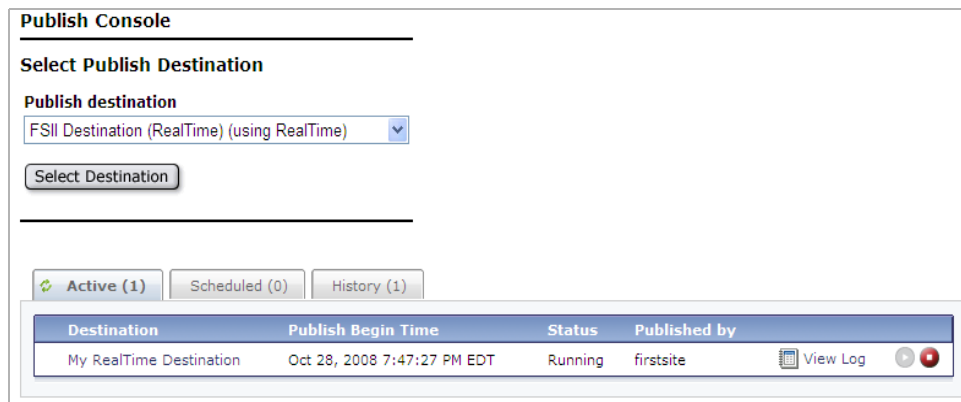 Publish Console
Select Publish Destination
Publish destination
FSII Destination (RealTime) (using RealTime)
Select Destination
Active (1) Scheduled (0) History (1)
Destination Publish Begin Time Status Published by
My RealTime Destination Oct 28, 2008 7:47:27 PM EDT Running firstsite View Log